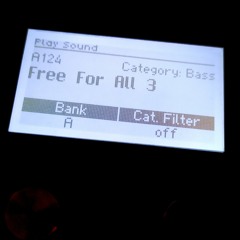 Play Sound
A124
Category: Bass
Free For All 3
Bank Cat. Filter
A off